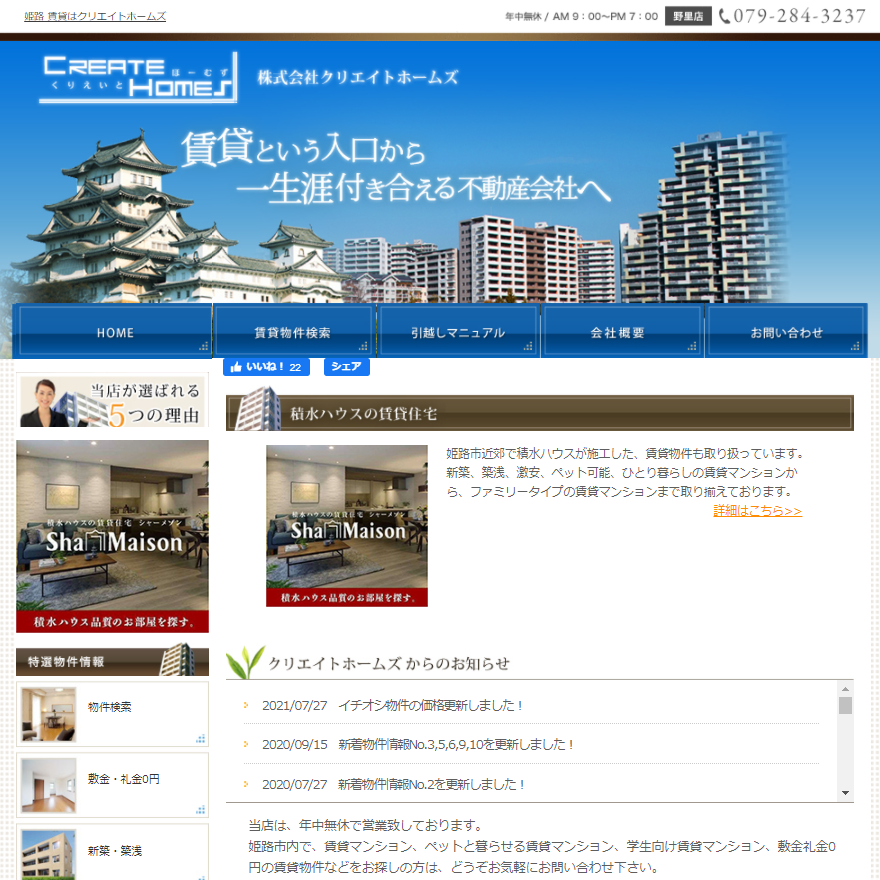 姫路 賃貸はクリエイトホームズ
年中無休 / AM 9：00〜PM 7：00 野里店 079-284-3237
CREATE ほーむず
くりえいと HOMES
株式会社クリエイトホームズ
賃貸という入口から
一生涯付き合える不動産会社へ
HOME 賃貸物件検索 引越しマニュアル 会社概要 お問い合わせ
いいね！ 22 シェア
当店が選ばれる
5つの理由
積水ハウスの賃貸住宅 シャーメゾン
ShaMaison
積水ハウス品質のお部屋を探す。
特選物件情報
物件検索
敷金・礼金0円
新築・築浅
積水ハウスの賃貸住宅
積水ハウスの賃貸住宅 シャーメゾン
ShaMaison
積水ハウス品質のお部屋を探す。
姫路市近郊で積水ハウスが施工した、賃貸物件も取り扱っています。
新築、築浅、激安、ペット可能、ひとり暮らしの賃貸マンションか
ら、ファミリータイプの賃貸マンションまで取り揃えております。
詳細はこちら>>
クリエイトホームズ からのお知らせ
2021/07/27 イチオシ物件の価格更新しました！
2020/09/15 新着物件情報No.3,5,6,9,10を更新しました！
2020/07/27 新着物件情報No.2を更新しました！
当店は、年中無休で営業致しております。
姫路市内で、賃貸マンション、ペットと暮らせる賃貸マンション、学生向け賃貸マンション、敷金礼金0
円の賃貸物件などをお探しの方は、どうぞお気軽にお問い合わせ下さい。